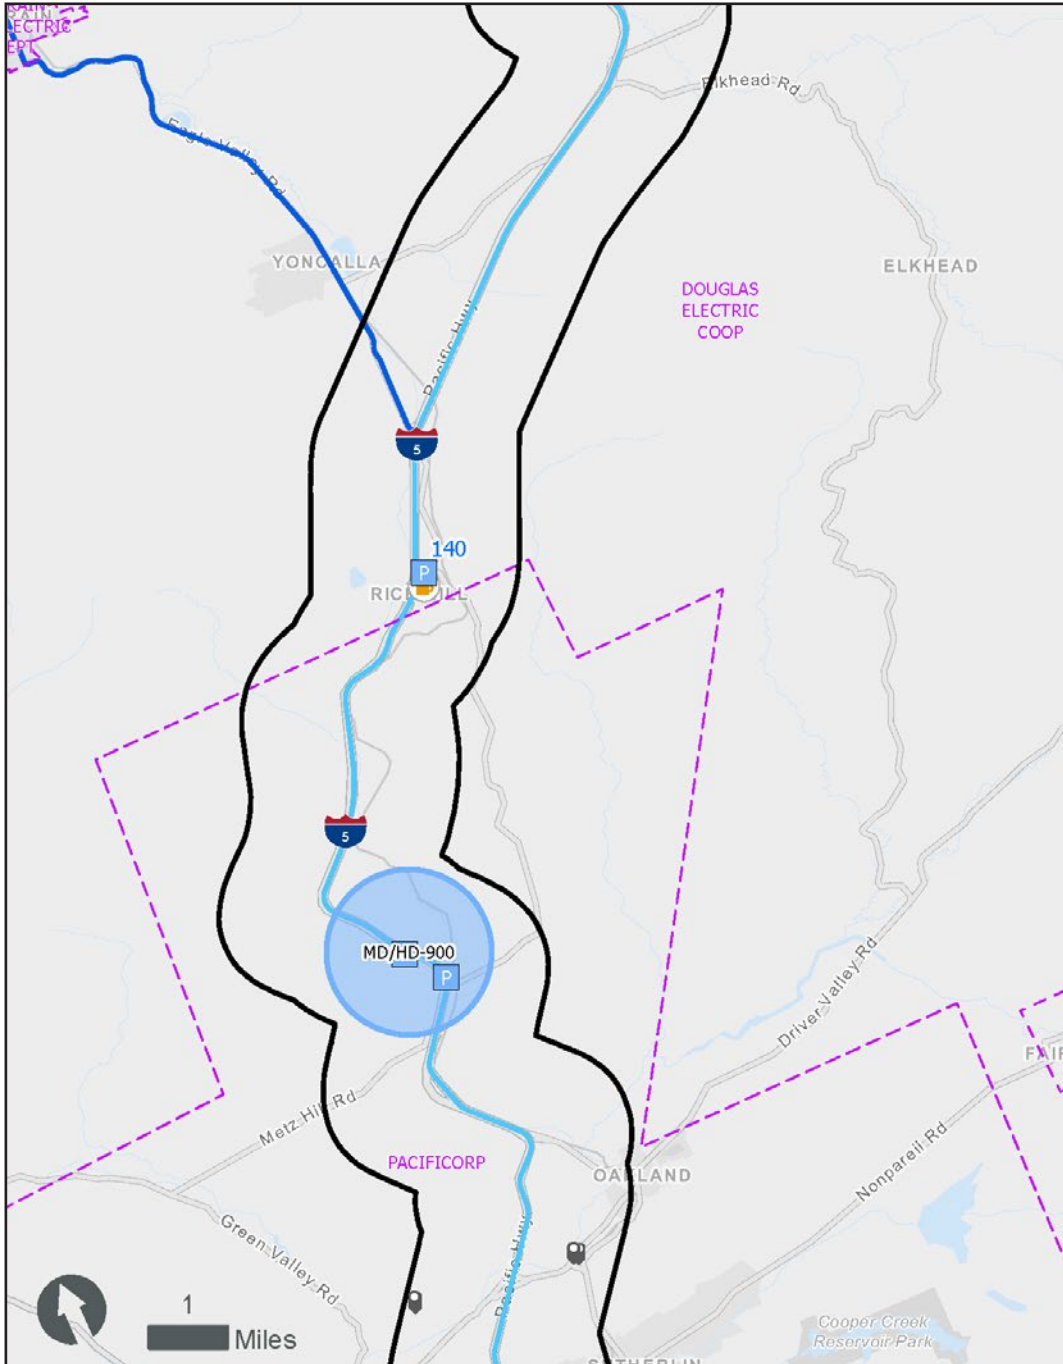 ELECTRIC
Elkhead Rd
Eagle Valley Rd
YONCALLA
ELKHEAD
DOUGLAS
ELECTRIC
COOP
Pacific Hwy
5
140
P
5
MD/HD-900
P
Driver Valley Rd
Metz Hill Rd
PACIFICORP
OAKLAND
Nonpareil Rd
Green Valley Rd
Pacific Hwy
1
Miles
Cooper Creek
Reservoir Park
SUTHERLIN